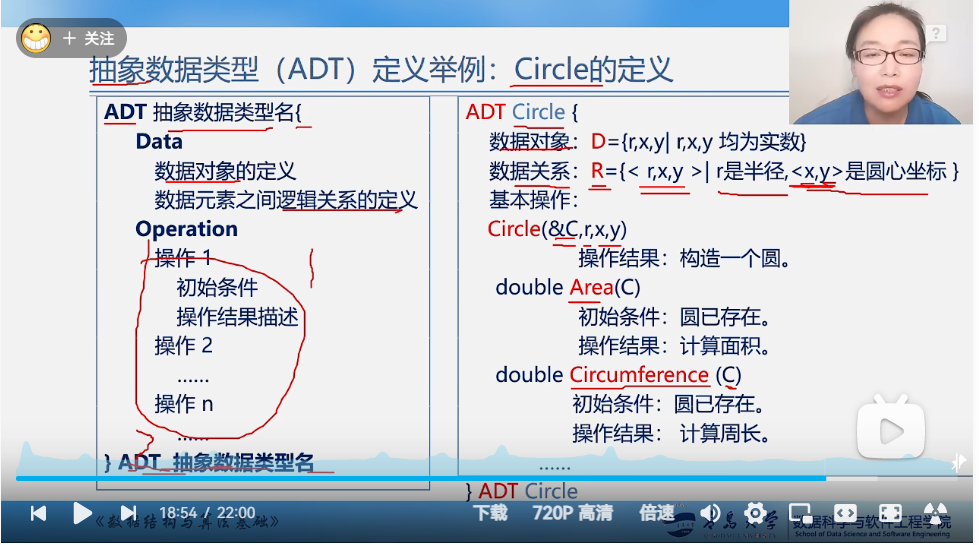 + 关注
?
抽象数据类型（ADT）定义举例：Circle的定义
ADT 抽象数据类型名{
Data
数据对象的定义
数据元素之间逻辑关系的定义
Operation
操作 1
初始条件
操作结果描述
操作 2
......
操作 n
......
} ADT 抽象数据类型名
ADT Circle {
数据对象：D={r,x,y| r,x,y 均为实数}
数据关系：R={< r,x,y >| r是半径,<x,y>是圆心坐标 }
基本操作：
Circle(&C,r,x,y)
操作结果：构造一个圆。
double Area(C)
初始条件：圆已存在。
操作结果：计算面积。
double Circumference (C)
初始条件：圆已存在。
操作结果： 计算周长。
......
} ADT Circle
《数据结构与算法基础》
18:54 / 22:00
下载
720P 高清
倍速
青岛大学
数据科学与软件工程学院
School of Data Science and Software Engineering